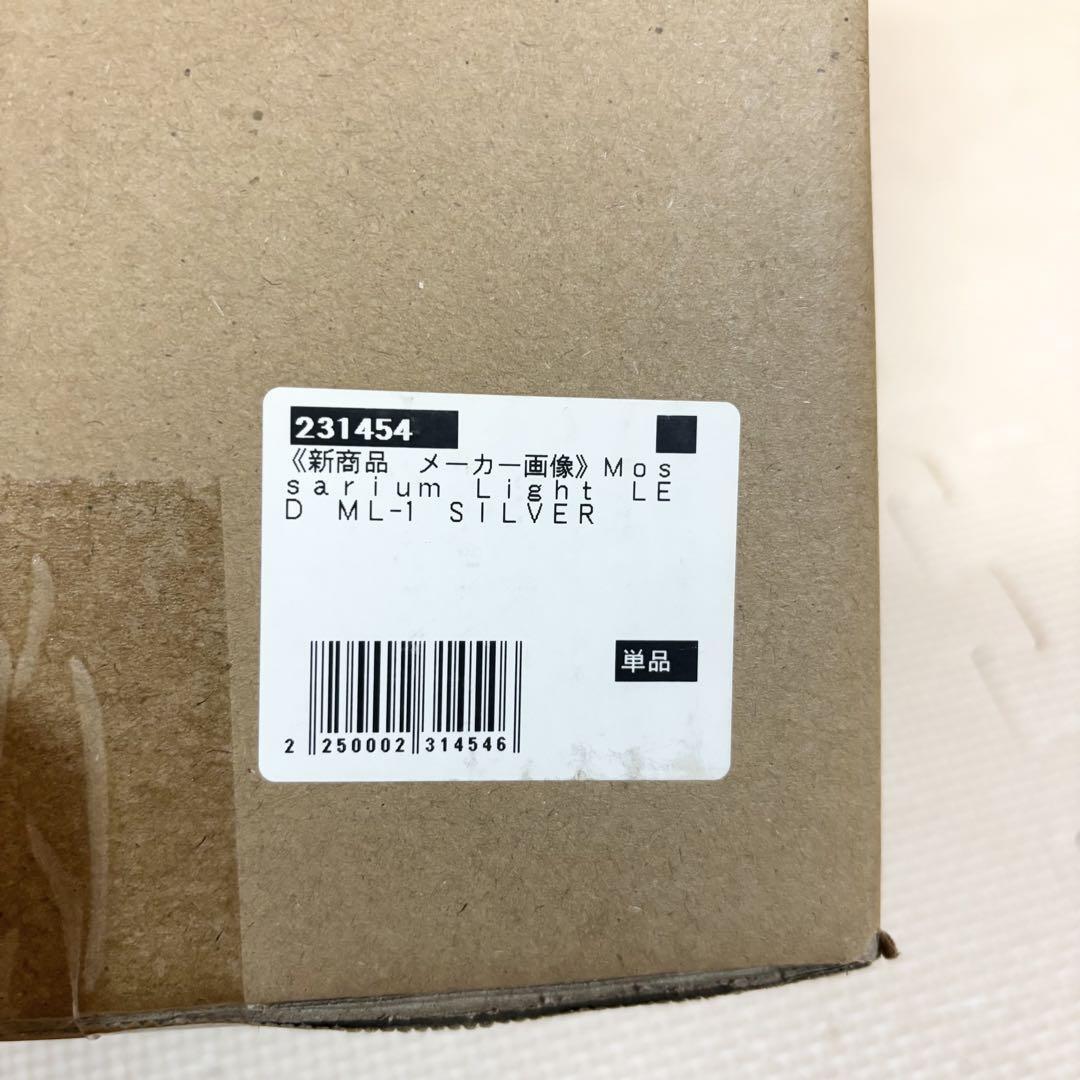 231454
《新商品　メーカー画像》Ｍｏｓ
ｓａｒｉｕｍ　Ｌｉｇｈｔ　ＬＥ
Ｄ　ＭＬ－１　ＳＩＬＶＥＲ
単品
2 250002 314546